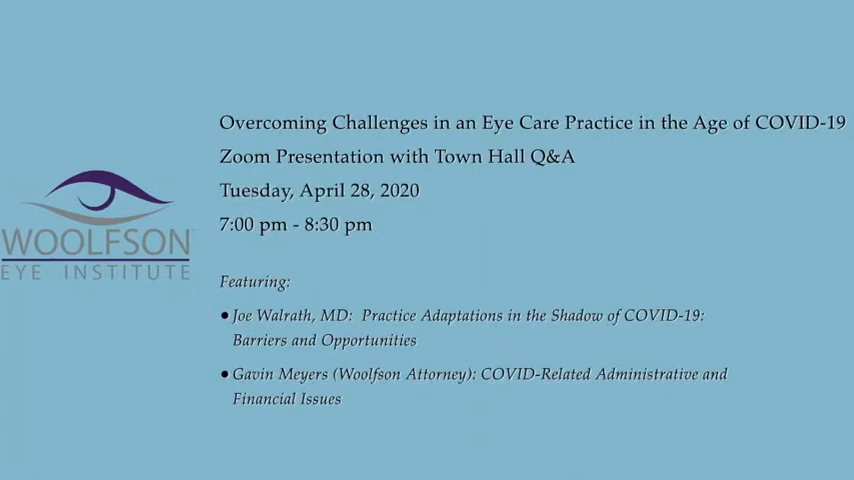 Overcoming Challenges in an Eye Care Practice in the Age of COVID-19
Zoom Presentation with Town Hall Q&A
Tuesday, April 28, 2020
7:00 pm - 8:30 pm
WOOLFSON
EYE INSTITUTE
Featuring:
●Joe Walrath, MD: Practice Adaptations in the Shadow of COVID-19:
Barriers and Opportunities
●Gavin Meyers (Woolfson Attorney): COVID-Related Administrative and
Financial Issues